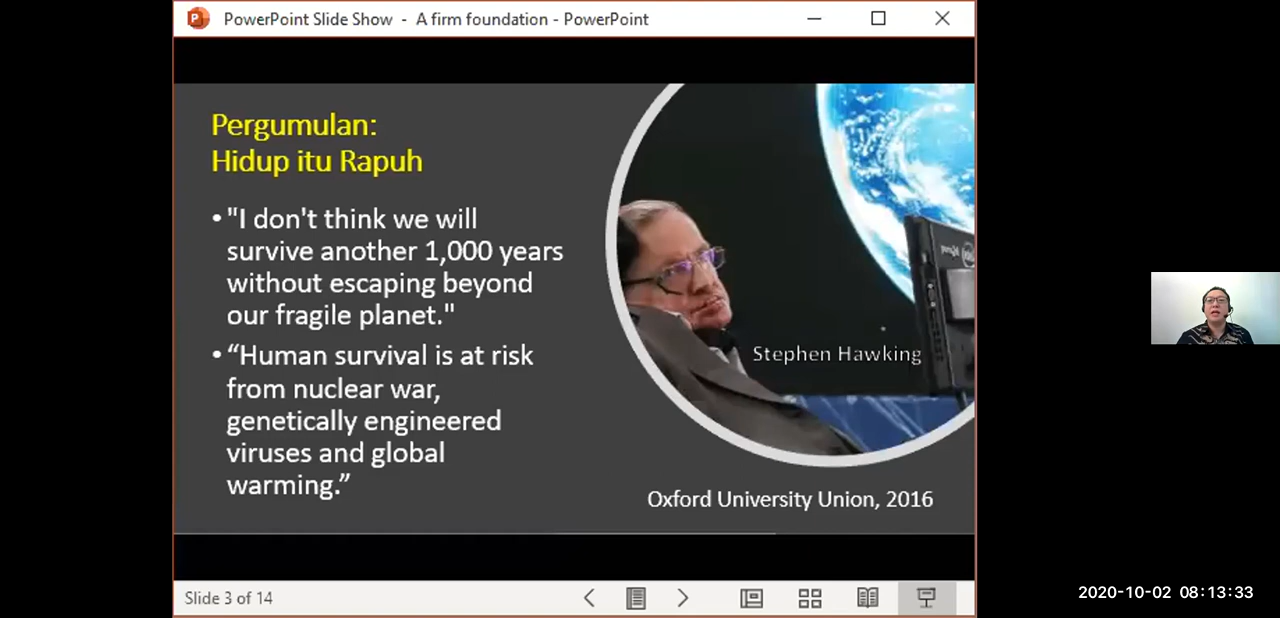 PowerPoint Slide Show - A firm foundation - PowerPoint
Pergumulan:
Hidup itu Rapuh
• "I don't think we will
survive another 1,000 years
without escaping beyond
our fragile planet."
• “Human survival is at risk
from nuclear war,
genetically engineered
viruses and global
warming.”
Stephen Hawking
Oxford University Union, 2016
Slide 3 of 14
2020-10-02 08:13:33